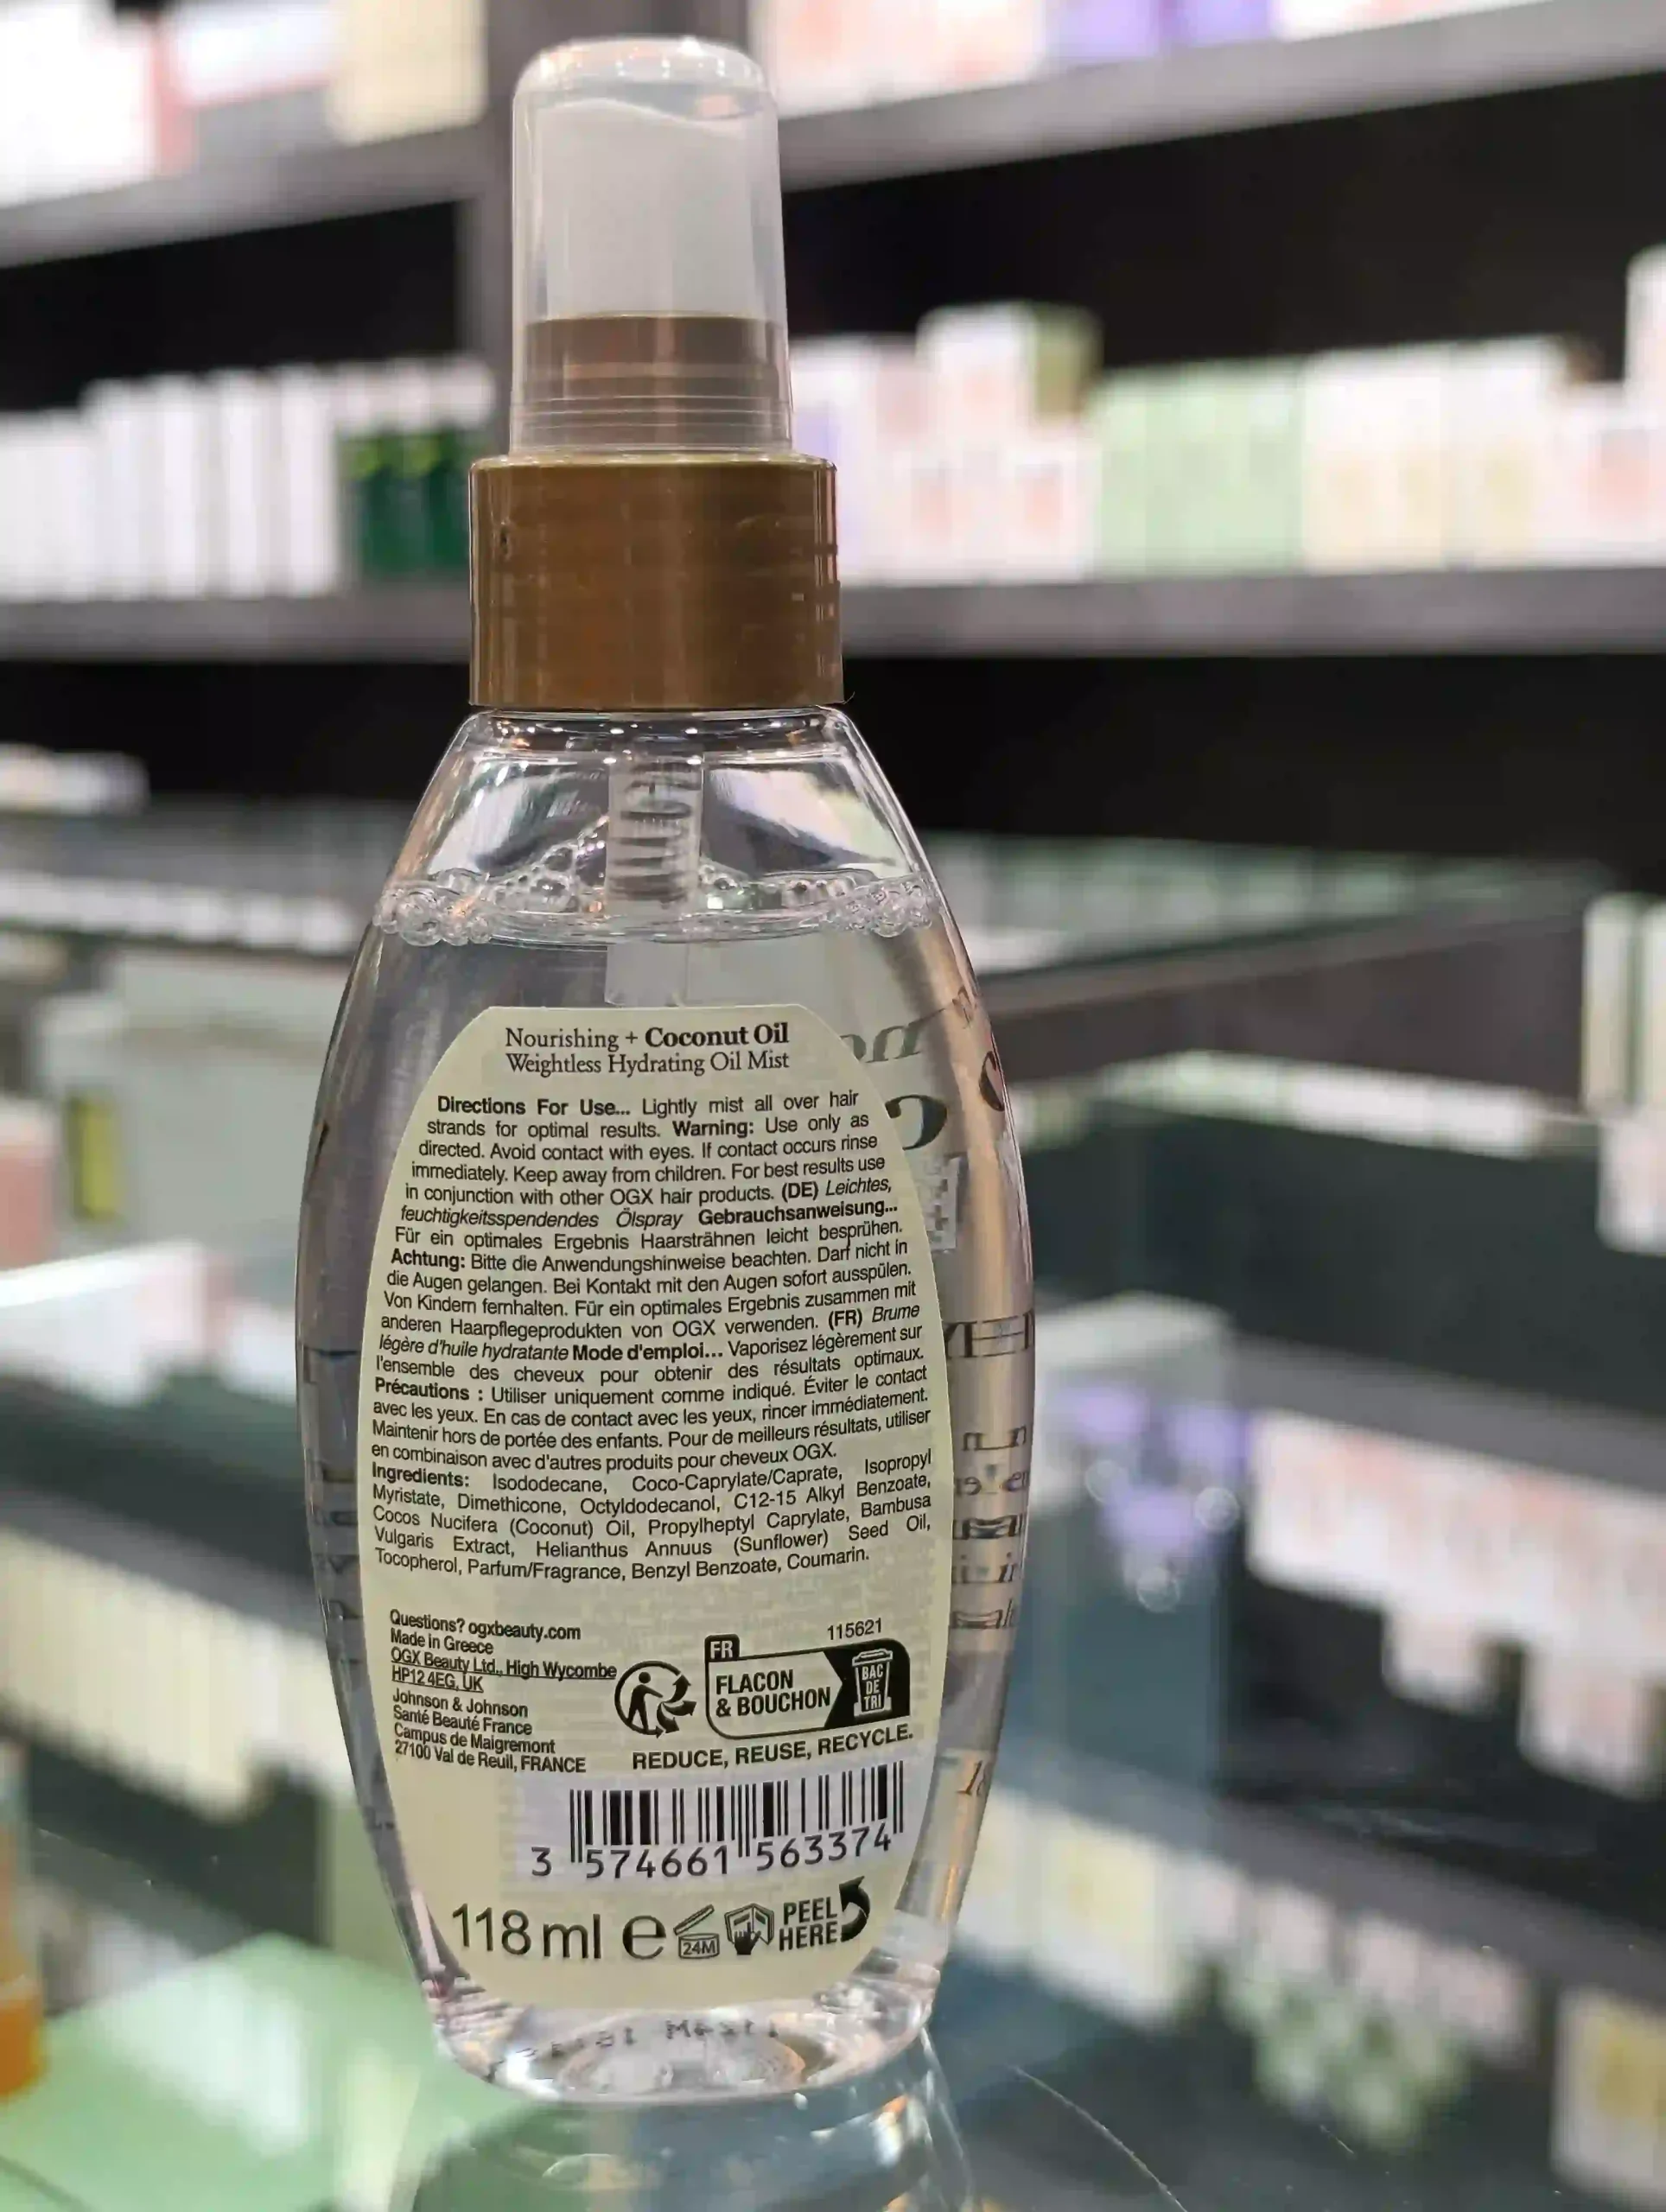 Nourishing + Coconut Oil
Weightless Hydrating Oil Mist
Directions For Use... Lightly mist all over hair
strands for optimal results. Warning: Use only as
directed. Avoid contact with eyes. If contact occurs rinse
immediately. Keep away from children. For best results use
in conjunction with other OGX hair products. (DE) Leichtes,
feuchtigkeitsspendendes Ölspray Gebrauchsanweisung...
Für ein optimales Ergebnis Haarsträhnen leicht besprühen.
Achtung: Bitte die Anwendungshinweise beachten. Darf nicht in
die Augen gelangen. Bei Kontakt mit den Augen sofort ausspülen.
Von Kindern fernhalten. Für ein optimales Ergebnis zusammen mit
anderen Haarpflegeprodukten von OGX verwenden. (FR) Brume
légère d'huile hydratante Mode d'emploi... Vaporisez légèrement sur
l'ensemble des cheveux pour obtenir des résultats optimaux.
Précautions : Utiliser uniquement comme indiqué. Éviter le contact
avec les yeux. En cas de contact avec les yeux, rincer immédiatement.
Maintenir hors de portée des enfants. Pour de meilleurs résultats, utiliser
en combinaison avec d'autres produits pour cheveux OGX.
Ingredients: Isododecane, Coco-Caprylate/Caprate, Isopropyl
Myristate, Dimethicone, Octyldodecanol, C12-15 Alkyl Benzoate,
Cocos Nucifera (Coconut) Oil, Propylheptyl Caprylate, Bambusa
Vulgaris Extract, Helianthus Annuus (Sunflower) Seed Oil,
Tocopherol, Parfum/Fragrance, Benzyl Benzoate, Coumarin.
Questions? ogxbeauty.com
Made in Greece
OGX Beauty Ltd., High Wycombe
HP12 4EG, UK
Johnson & Johnson
Santé Beauté France
Campus de Maigremont
27100 Val de Reuil, FRANCE
115621
FR
FLACON
& BOUCHON
BAC
DE
TRI
REDUCE, REUSE, RECYCLE.
3 574661 563374
118 ml e
24M
PEEL
HERE